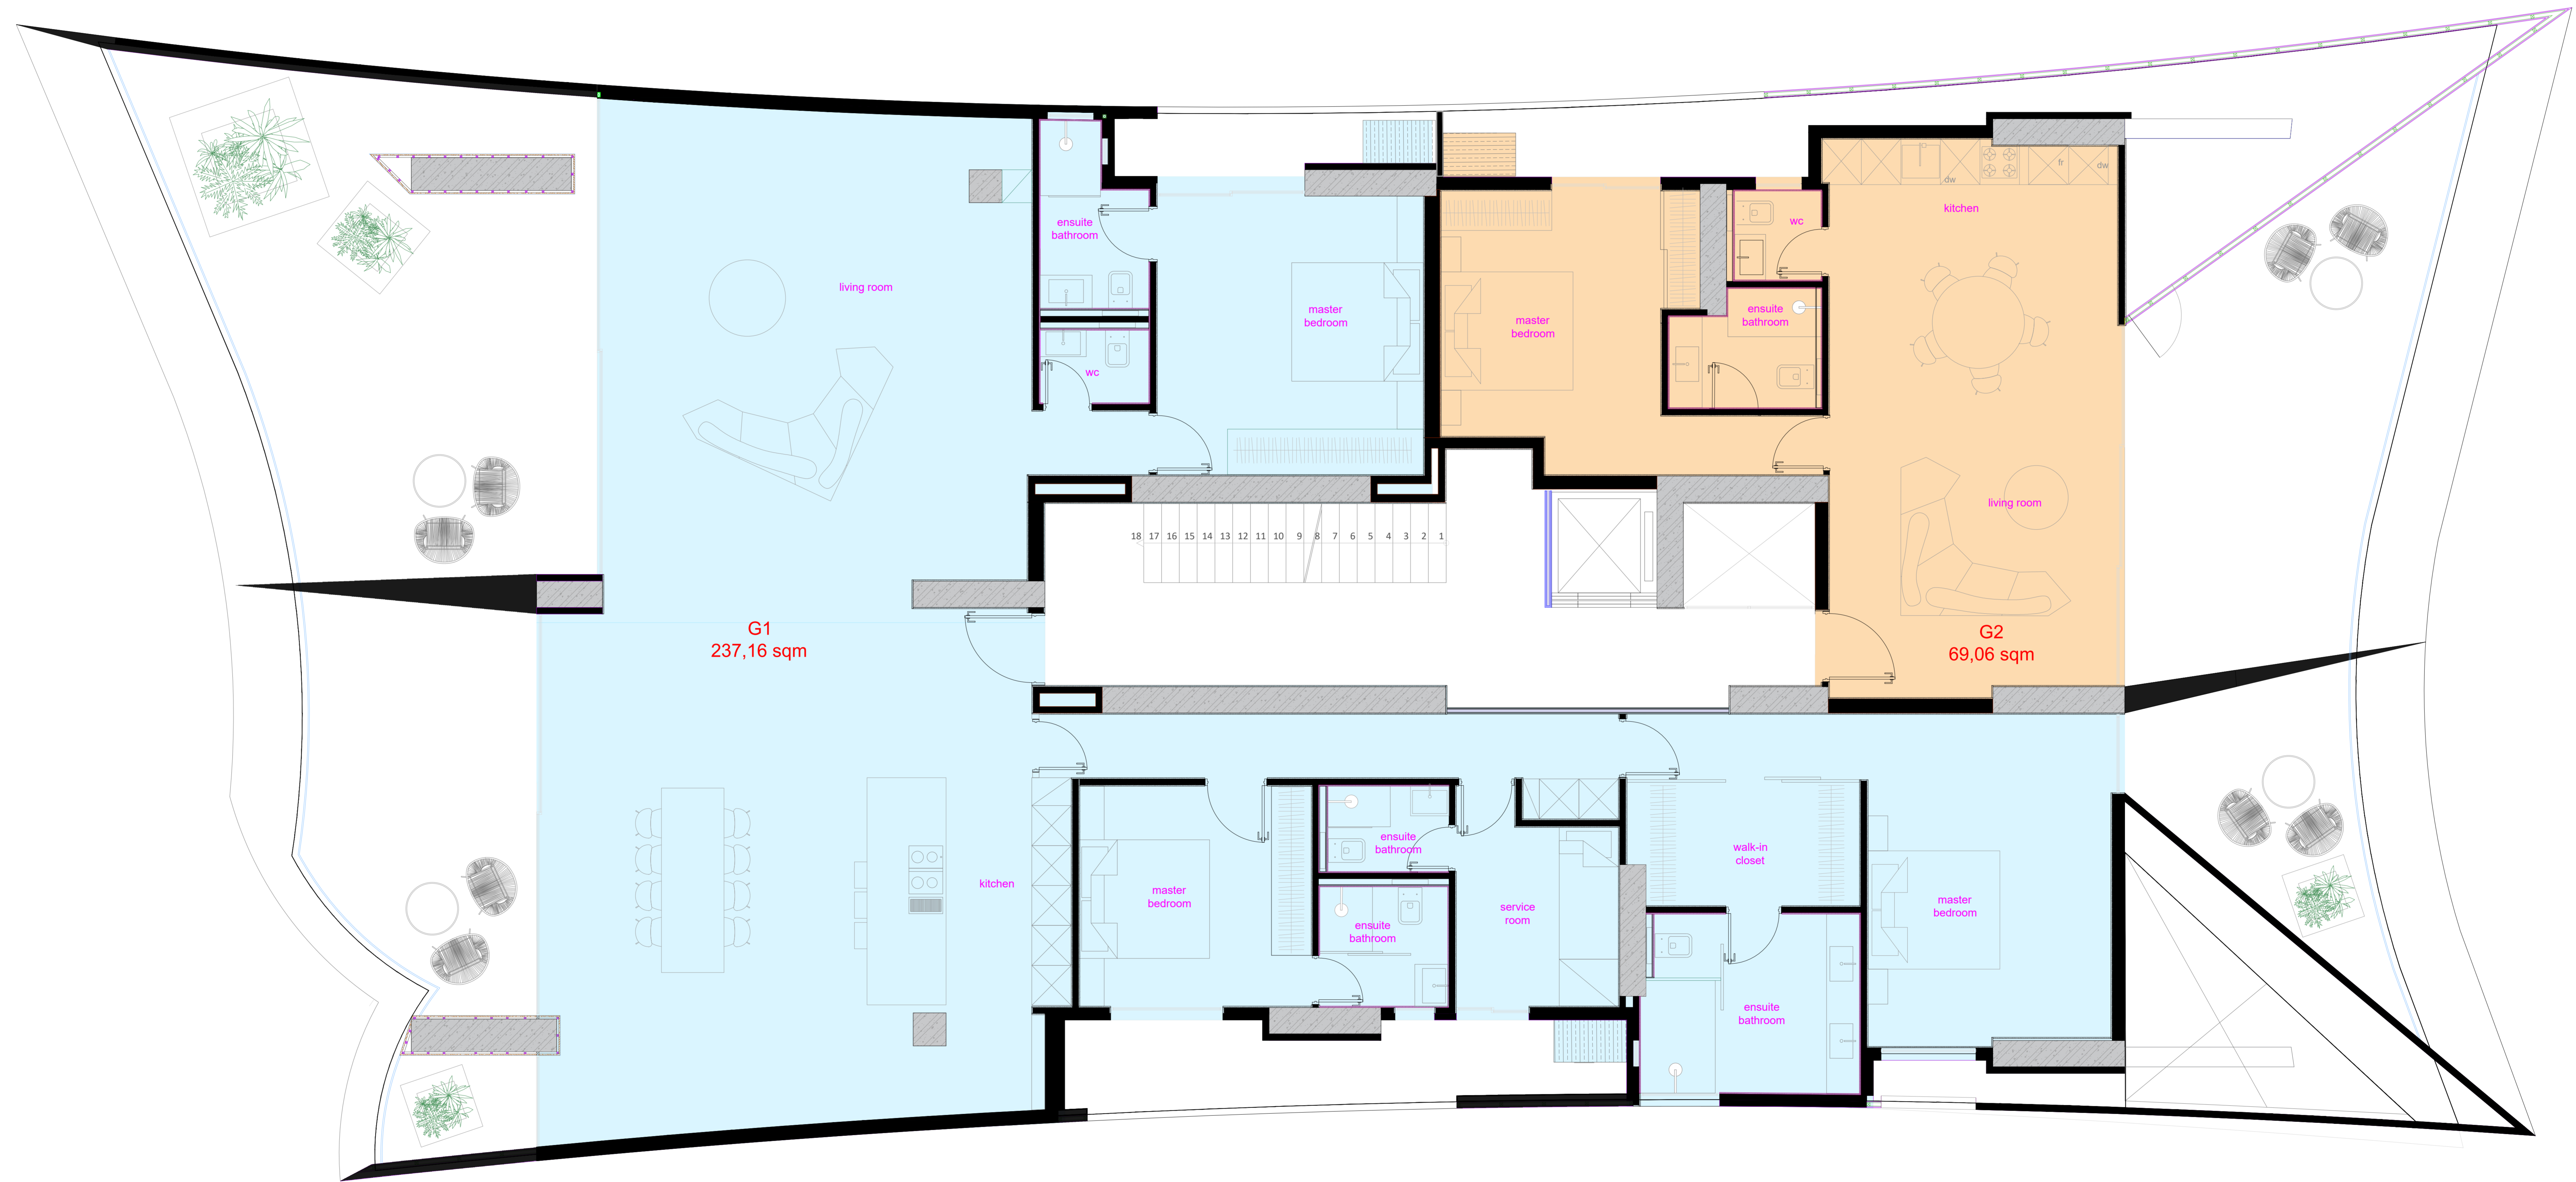 fr
dw
dw
kitchen
ensuite
bathroom
wc
living room
master
bedroom
master
bedroom
ensuite
bathroom
wc
living room
18 17 16 15 14 13 12 11 10 9 8 7 6 5 4 3 2 1
G1
237,16 sqm
G2
69,06 sqm
ensuite
bathroom
walk-in
closet
kitchen
master
bedroom
service
room
master
bedroom
ensuite
bathroom
ensuite
bathroom